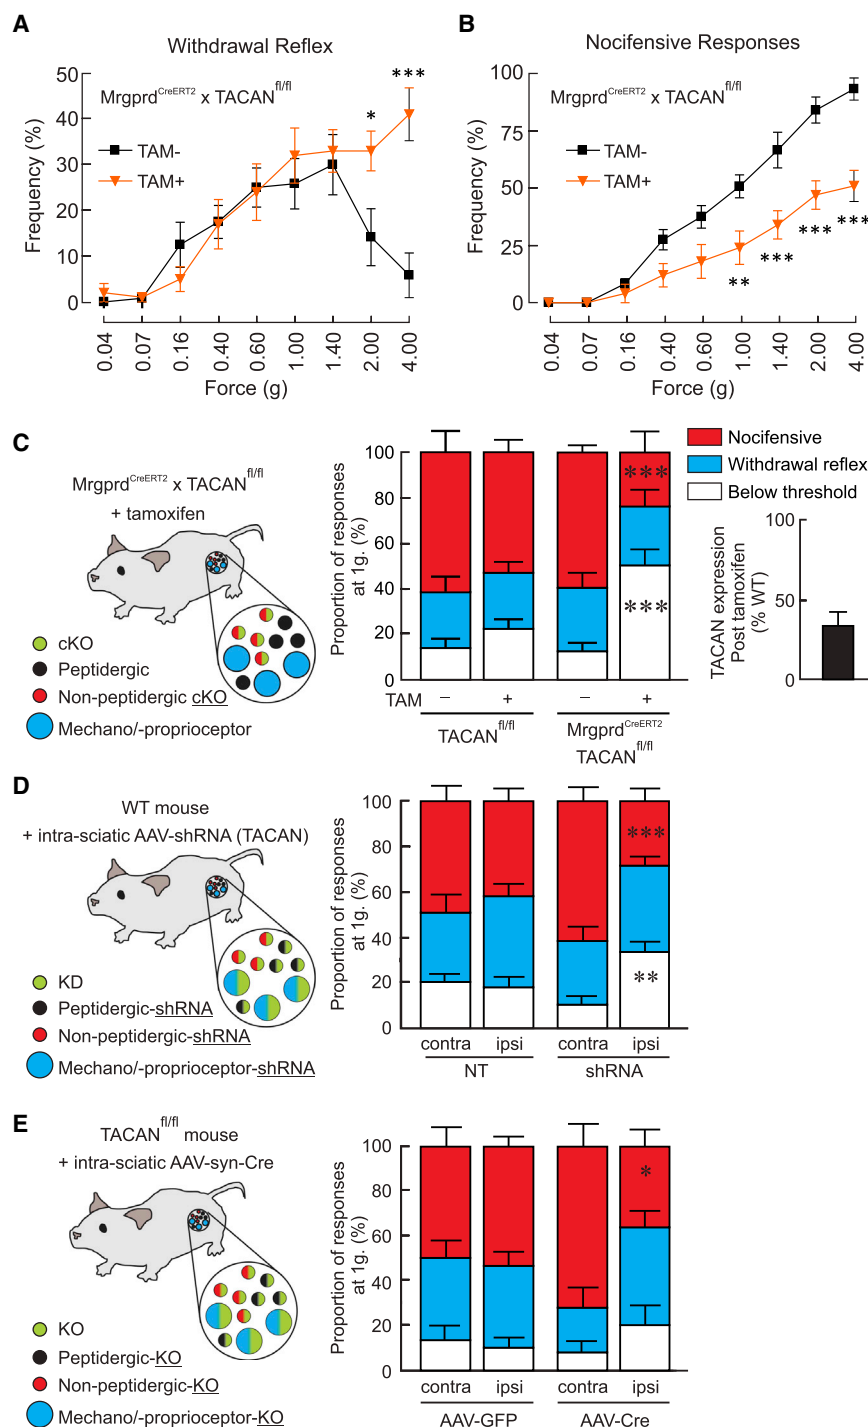 A
Withdrawal Reflex
Mrgprd^CreERT2 x TACAN^fl/fl
TAM-
TAM+
*
***
Frequency (%)
50
40
30
20
10
0
0.04
0.07
0.16
0.40
0.60
1.00
1.40
2.00
4.00
Force (g)
B
Nocifensive Responses
Mrgprd^CreERT2 x TACAN^fl/fl
TAM-
TAM+
**
***
***
***
Frequency (%)
100
75
50
25
0
0.04
0.07
0.16
0.40
0.60
1.00
1.40
2.00
4.00
Force (g)
C
Mrgprd^CreERT2 x TACAN^fl/fl
+ tamoxifen
cKO
Peptidergic
Non-peptidergic cKO
Mechano/-proprioceptor
Proportion of responses
at 1g. (%)
100
80
60
40
20
0
***
***
TAM − + − +
TACAN^fl/fl
Mrgprd^CreERT2
TACAN^fl/fl
Nocifensive
Withdrawal reflex
Below threshold
TACAN expression
Post tamoxifen
(% WT)
100
50
0
D
WT mouse
+ intra-sciatic AAV-shRNA (TACAN)
KD
Peptidergic-shRNA
Non-peptidergic-shRNA
Mechano/-proprioceptor-shRNA
Proportion of responses
at 1g. (%)
100
80
60
40
20
0
***
**
contra ipsi contra ipsi
NT shRNA
E
TACAN^fl/fl mouse
+ intra-sciatic AAV-syn-Cre
KO
Peptidergic-KO
Non-peptidergic-KO
Mechano/-proprioceptor-KO
Proportion of responses
at 1g. (%)
100
80
60
40
20
0
*
contra ipsi contra ipsi
AAV-GFP AAV-Cre